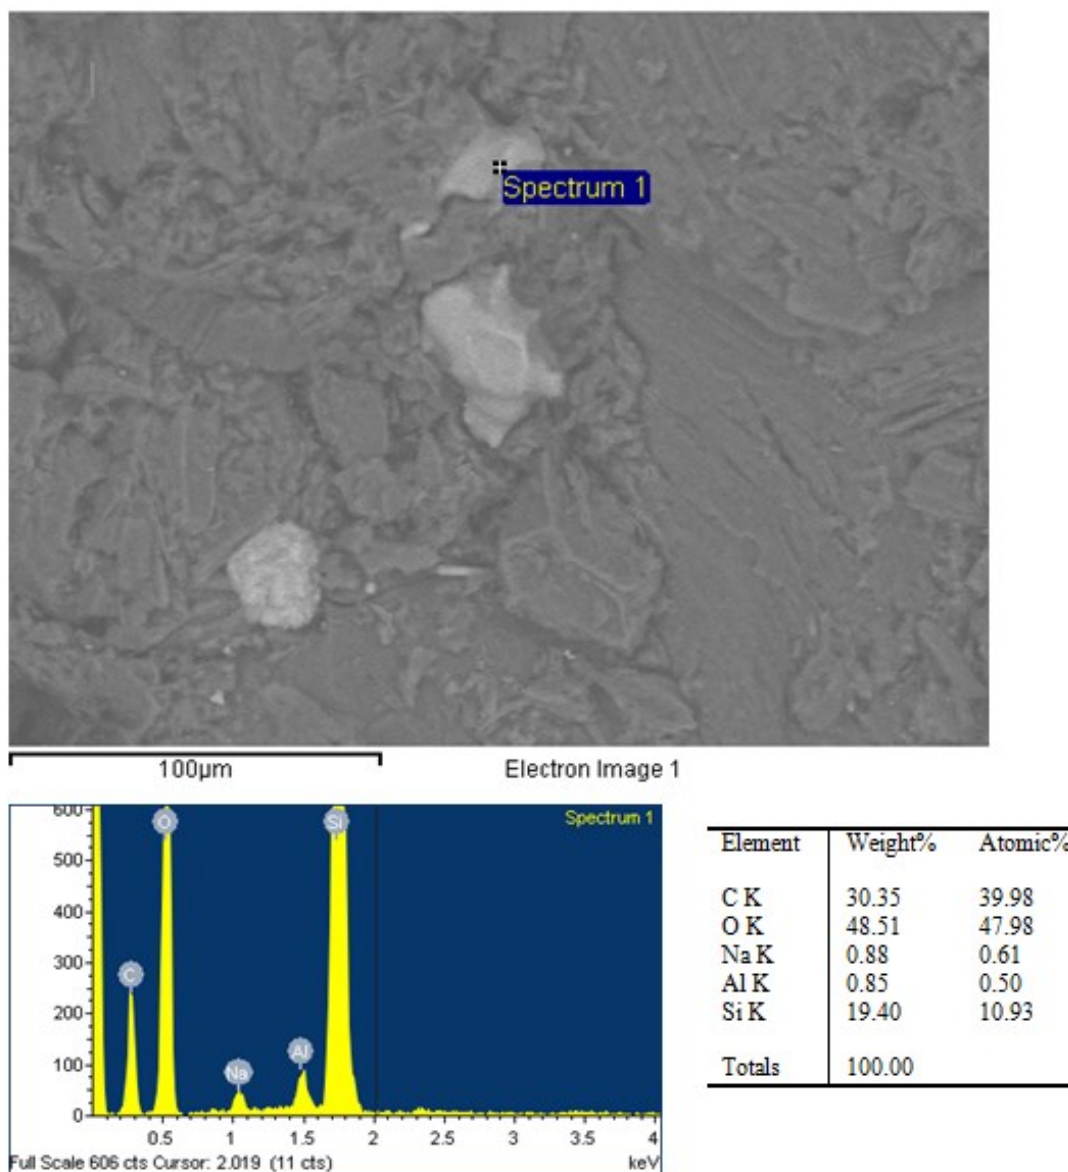 Spectrum 1
100µm
Electron Image 1
Spectrum 1
600
500
400
300
200
100
0
O
Si
C
Na
Al
0.5 1 1.5 2 2.5 3 3.5 4
Full Scale 606 cts Cursor: 2.019 (11 cts) keV
Element Weight% Atomic%
C K 30.35 39.98
O K 48.51 47.98
Na K 0.88 0.61
Al K 0.85 0.50
Si K 19.40 10.93
Totals 100.00